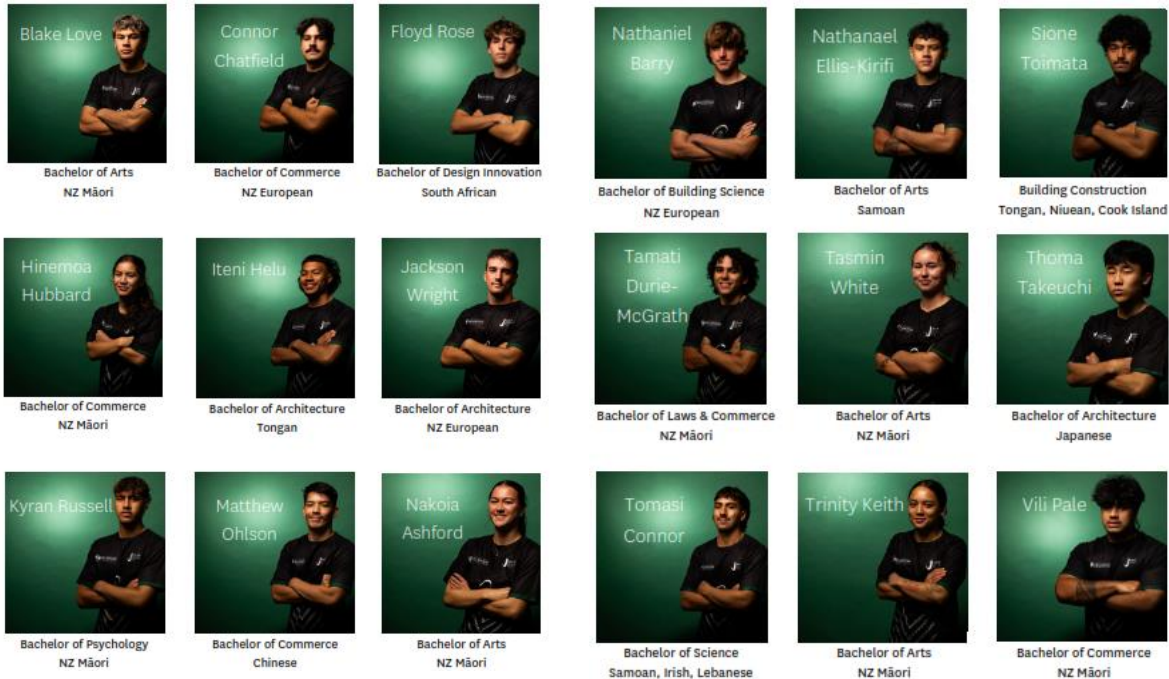 Blake Love
Bachelor of Arts
NZ Māori
Connor
Chatfield
Bachelor of Commerce
NZ European
Floyd Rose
Bachelor of Design Innovation
South African
Nathaniel
Barry
Bachelor of Building Science
NZ European
Nathanael
Ellis-Kirifi
Bachelor of Arts
Samoan
Sione
Toimata
Building Construction
Tongan, Niuean, Cook Island
Hinemoa
Hubbard
Bachelor of Commerce
NZ Māori
Iteni Helu
Bachelor of Architecture
Tongan
Jackson
Wright
Bachelor of Architecture
NZ European
Tamati
Durie-
McGrath
Bachelor of Laws & Commerce
NZ Māori
Tasmin
White
Bachelor of Arts
NZ Māori
Thoma
Takeuchi
Bachelor of Architecture
Japanese
Kyran Russell
Bachelor of Psychology
NZ Māori
Matthew
Ohlson
Bachelor of Commerce
Chinese
Nakoia
Ashford
Bachelor of Arts
NZ Māori
Tomasi
Connor
Bachelor of Science
Samoan, Irish, Lebanese
Trinity Keith
Bachelor of Arts
NZ Māori
Vili Pale
Bachelor of Commerce
NZ Māori